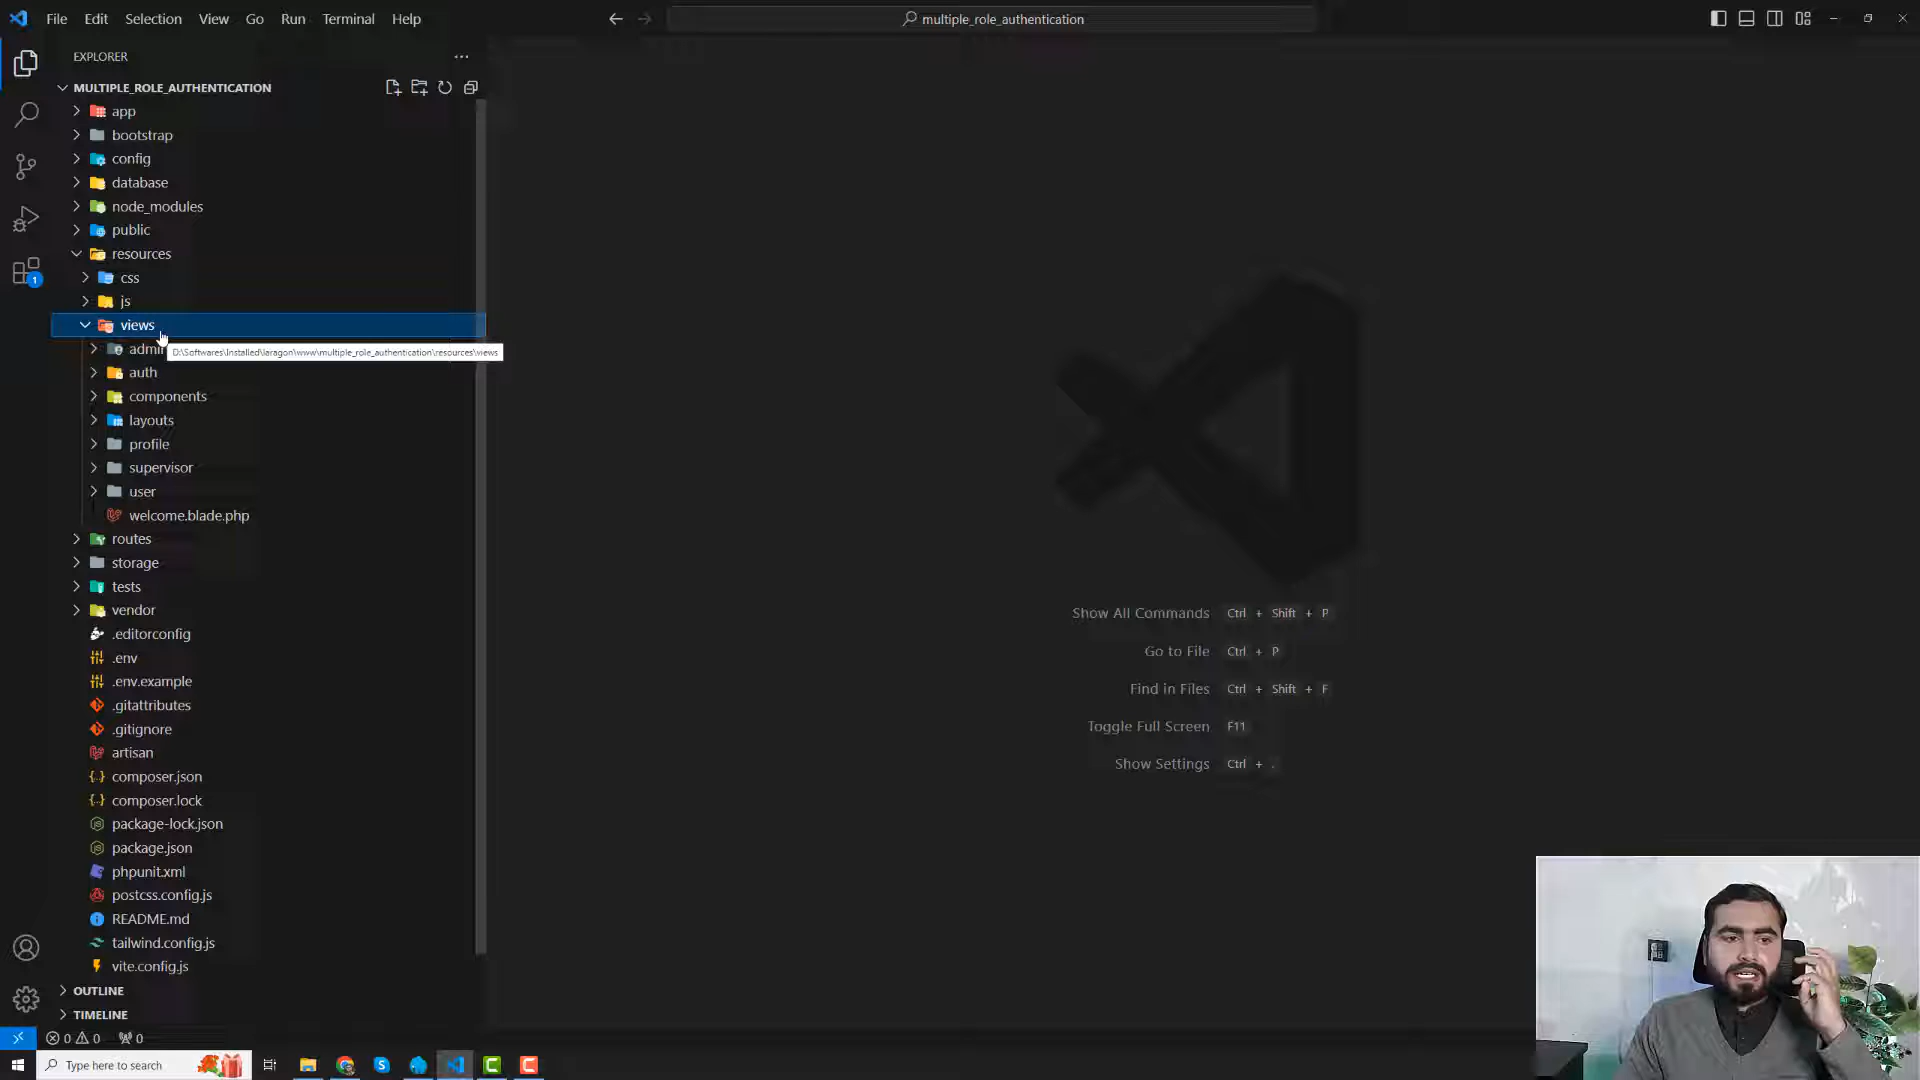 File Edit Selection View Go Run Terminal Help
multiple_role_authentication
EXPLORER
MULTIPLE_ROLE_AUTHENTICATION
app
bootstrap
config
database
node_modules
public
resources
css
js
views
admin
D:\Softwares\Installed\laragon\www\multiple_role_authentication\resources\views
auth
components
layouts
profile
supervisor
user
welcome.blade.php
routes
storage
tests
vendor
.editorconfig
.env
.env.example
.gitattributes
.gitignore
artisan
composer.json
composer.lock
package-lock.json
package.json
phpunit.xml
postcss.config.js
README.md
tailwind.config.js
vite.config.js
OUTLINE
TIMELINE
Show All Commands Ctrl + Shift + P
Go to File Ctrl + P
Find in Files Ctrl + Shift + F
Toggle Full Screen F11
Show Settings Ctrl + ,
1
0 0 0
Type here to search